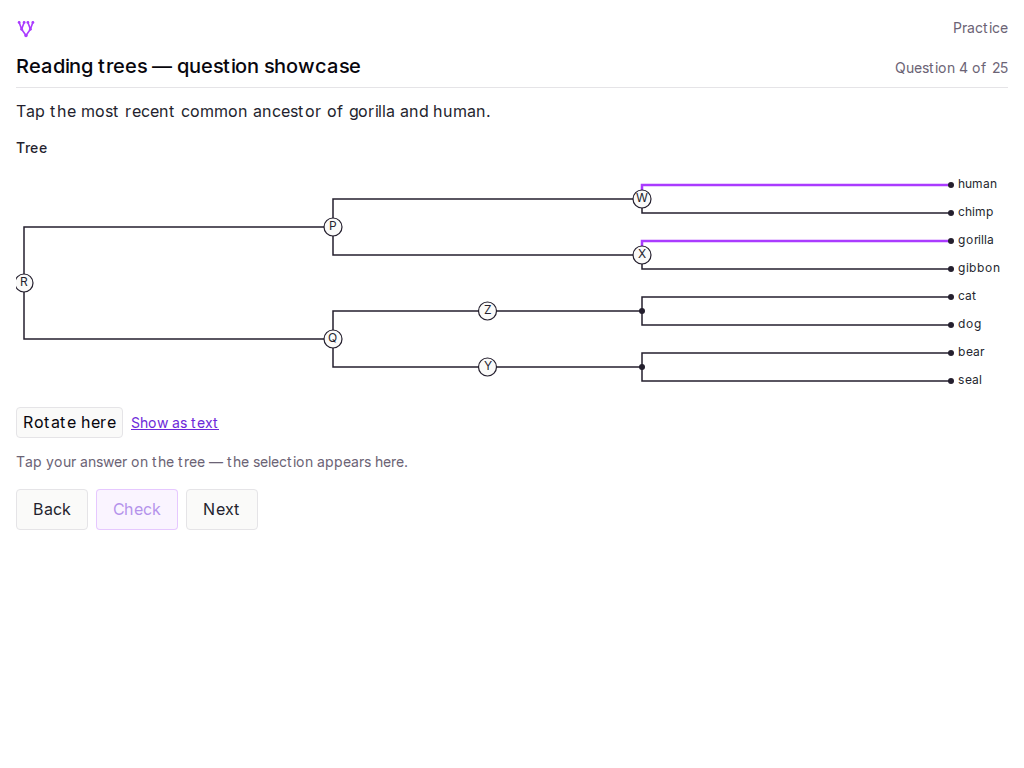 Practice
Reading trees — question showcase
Question 4 of 25
Tap the most recent common ancestor of gorilla and human.
Tree
human
W
chimp
P
gorilla
X
gibbon
R
cat
Z
dog
Q
bear
Y
seal
Rotate here
Show as text
Tap your answer on the tree — the selection appears here.
Back
Check
Next